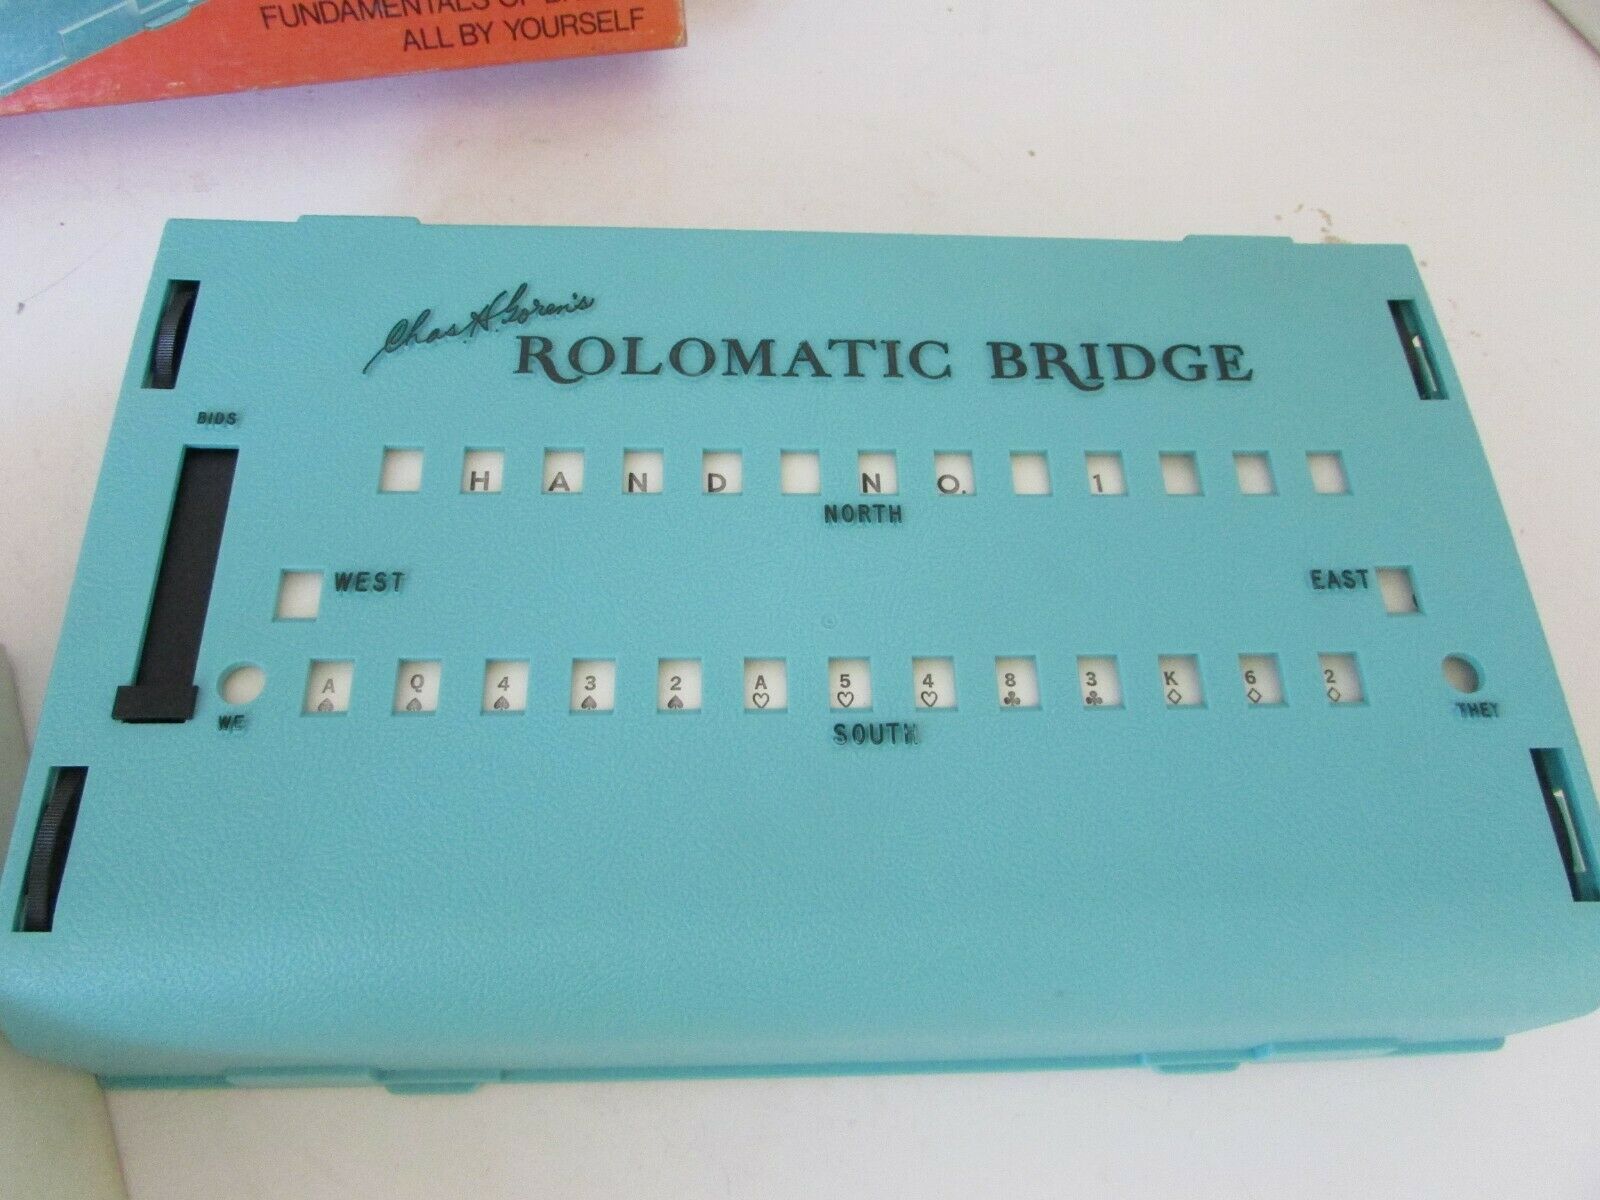 FUNDAMENTALS OF
ALL BY YOURSELF
Chas. H. Goren's
ROLOMATIC BRIDGE
BIDS
HAND NO. 1
NORTH
WEST
EAST
A♠ Q♠ 4♠ 3♠ 2♠ A♡ 5♡ 4♡ 8♣ 3♣ K♢ 6♢ 2♢
WE
SOUTH
THEY